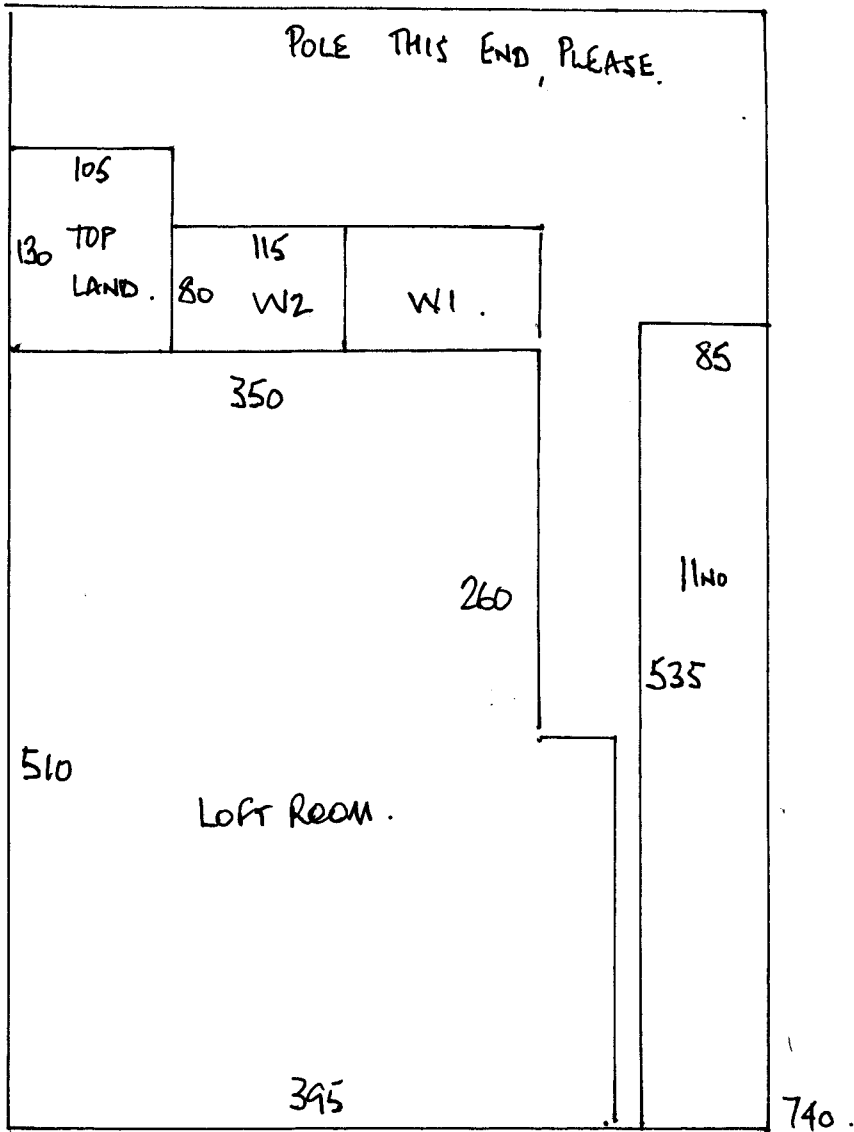 POLE THIS END, PLEASE.
105
130 TOP
LAND.
80
115
W2
W1.
350
85
260
11NO
535
510
LOFT ROOM.
395
740.